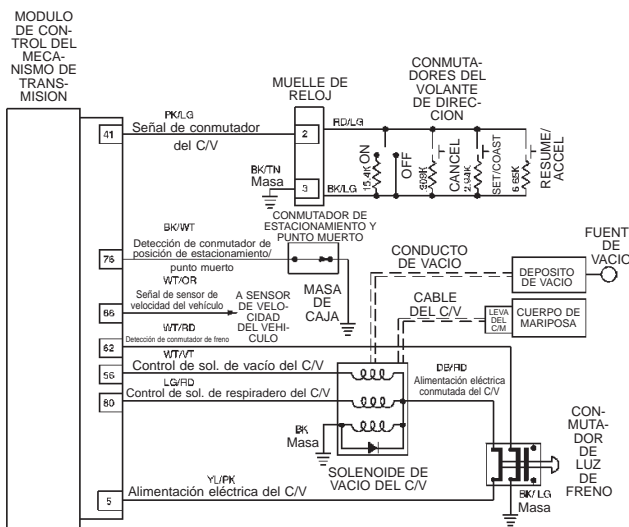 MODULO
DE CON-
TROL DEL
MECA-
NISMO DE
TRANS-
MISION
MUELLE DE
RELOJ
CONMUTA-
DORES DEL
VOLANTE
DE DIREC-
CION
41
PK/LG
Señal de conmutador
del C/V
2
RD/LG
BK/TN
Masa
3
BK/LG
15.4K
ON
OFF
CANCEL
2.94K
SET/COAST
6.65K
RESUME/
ACCEL
76
BK/WT
Detección de conmutador de
posición de estacionamiento/
punto muerto
CONMUTADOR DE
ESTACIONAMIENTO Y
PUNTO MUERTO
MASA
DE CAJA
66
WT/OR
Señal de sensor de
velocidad del vehículo
A SENSOR
DE VELO-
CIDAD
DEL VEHI-
CULO
CONDUCTO
DE VACIO
DEPOSITO
DE VACIO
FUENT
DE VACIO
CABLE
DEL C/V
LEVA
DEL
C/M
CUERPO DE
MARIPOSA
62
WT/RD
Detección de conmutador de freno
56
WT/VT
Control de sol. de vacío del C/V
80
LG/RD
Control de sol. de respiradero del C/V
BK
Masa
DB/RD
Alimentación eléctrica
conmutada del C/V
SOLENOIDE DE
VACIO DEL C/V
5
YL/PK
Alimentación eléctrica del C/V
BK/LG
Masa
CON-
MUTA-
DOR
DE
LUZ
DE
FRENO